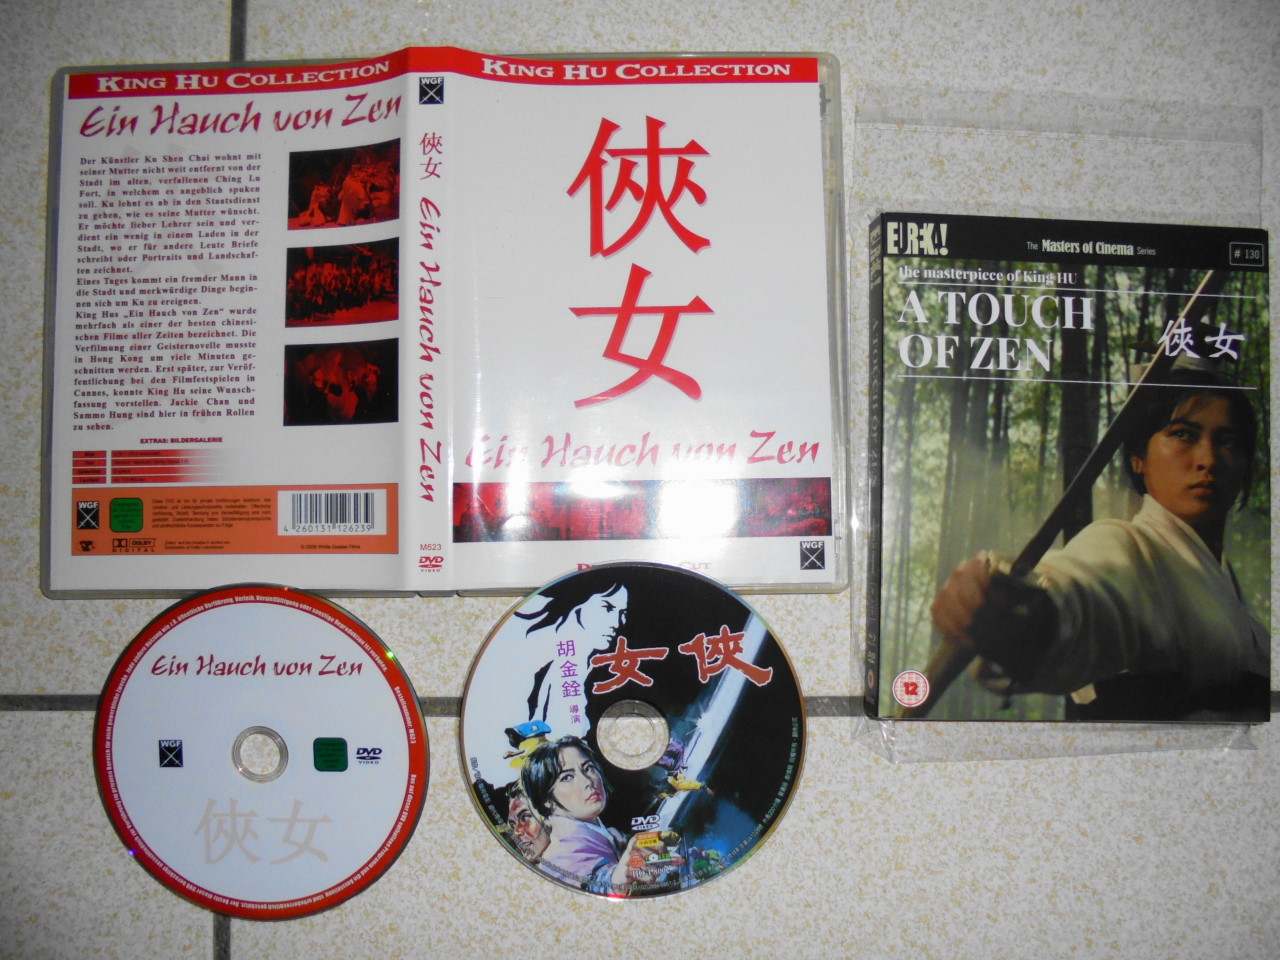 KING HU COLLECTION
Ein Hauch von Zen
Der Künstler Ku Shen Chai wohnt mit
seiner Mutter nicht weit entfernt von der
Stadt im alten, verfallenen Ching Lu
Fort, in welchem es angeblich spuken
soll. Ku lehnt es ab in den Staatsdienst
zu gehen, wie es seine Mutter wünscht.
Er möchte lieber Lehrer sein und ver-
dient ein wenig in einem Laden in der
Stadt, wo er für andere Leute Briefe
schreibt oder Portraits und Landschaf-
ten zeichnet.
Eines Tages kommt ein fremder Mann in
die Stadt und merkwürdige Dinge begin-
nen sich um Ku zu ereignen.
King Hus „Ein Hauch von Zen“ wurde
mehrfach als einer der besten chinesi-
schen Filme aller Zeiten bezeichnet. Die
Verfilmung einer Geisternovelle musste
in Hong Kong um viele Minuten ge-
schnitten werden. Erst später, zur Veröf-
fentlichung bei den Filmfestspielen in
Cannes, konnte King Hu seine Wunsch-
fassung vorstellen. Jackie Chan und
Sammo Hung sind hier in frühen Rollen
zu sehen.
EXTRAS: BILDERGALERIE
WGF
DOLBY
DIGITAL
4 260131 126239
WGF
俠女
Ein Hauch von Zen
M623
DVD
VIDEO
KING HU COLLECTION
俠女
Ein Hauch von Zen
WGF
CUT
EUREKA!
The Masters of Cinema Series
# 130
the masterpiece of King HU
A TOUCH
OF ZEN
俠女
12
Ein Hauch von Zen
WGF
DVD
VIDEO
俠女
女俠
胡金銓
導演
DVD
VIDEO